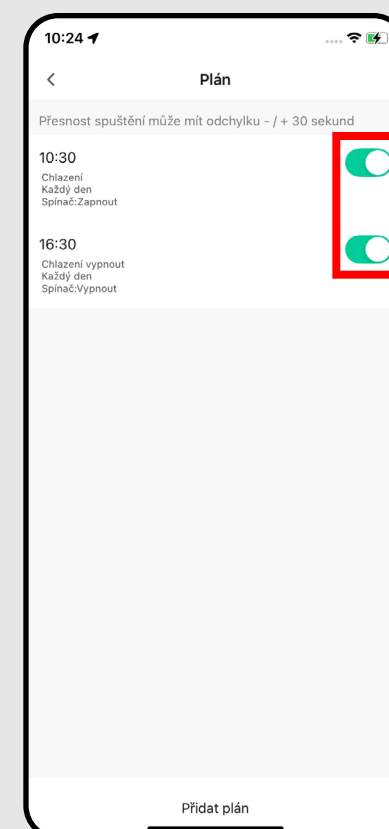 10:24
Plán
Přesnost spuštění může mít odchylku - / + 30 sekund
10:30
Chlazení
Každý den
Spínač:Zapnout
16:30
Chlazení vypnout
Každý den
Spínač:Vypnout
Přidat plán